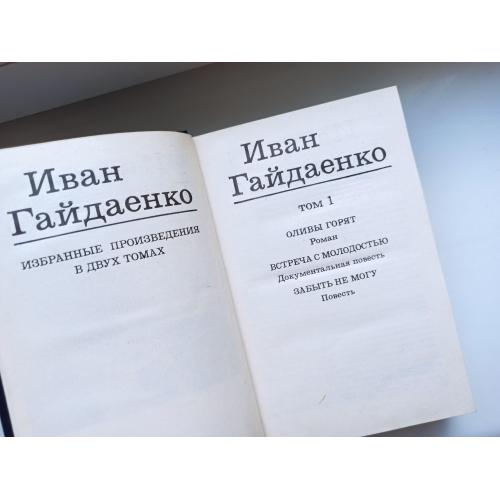 Иван
Гайдаенко
ИЗБРАННЫЕ ПРОИЗВЕДЕНИЯ
В ДВУХ ТОМАХ
Иван
Гайдаенко
ТОМ 1
ОЛИВЫ ГОРЯТ
Роман
ВСТРЕЧА С МОЛОДОСТЬЮ
Документальная повесть
ЗАБЫТЬ НЕ МОГУ
Повесть